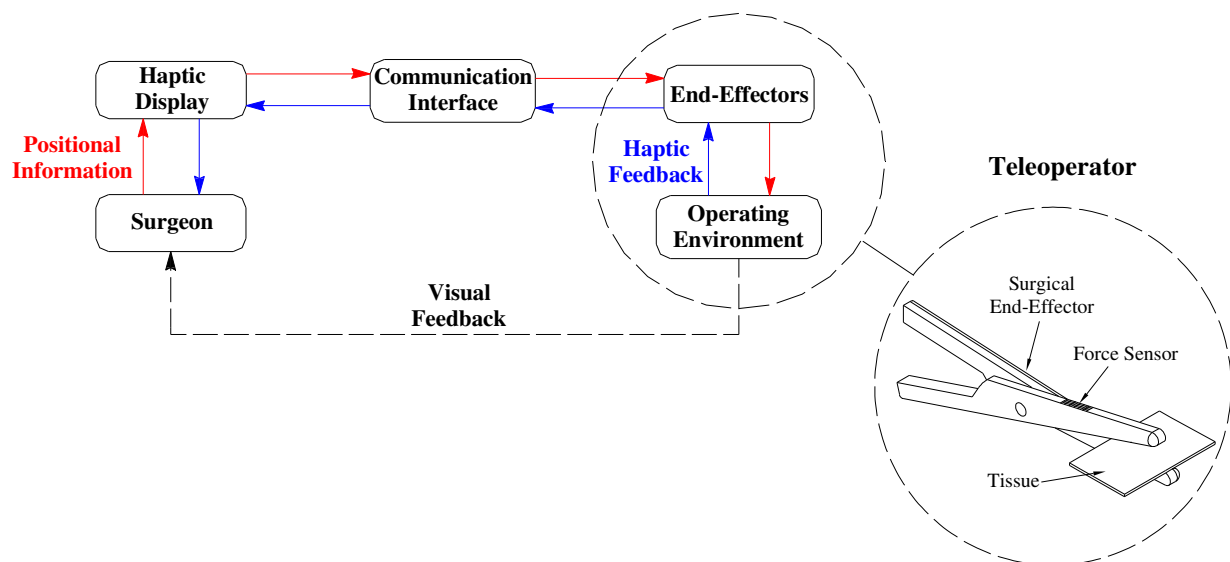 Haptic
Display
Communication
Interface
End-Effectors
Positional
Information
Haptic
Feedback
Surgeon
Operating
Environment
Visual
Feedback
Teleoperator
Surgical
End-Effector
Force Sensor
Tissue